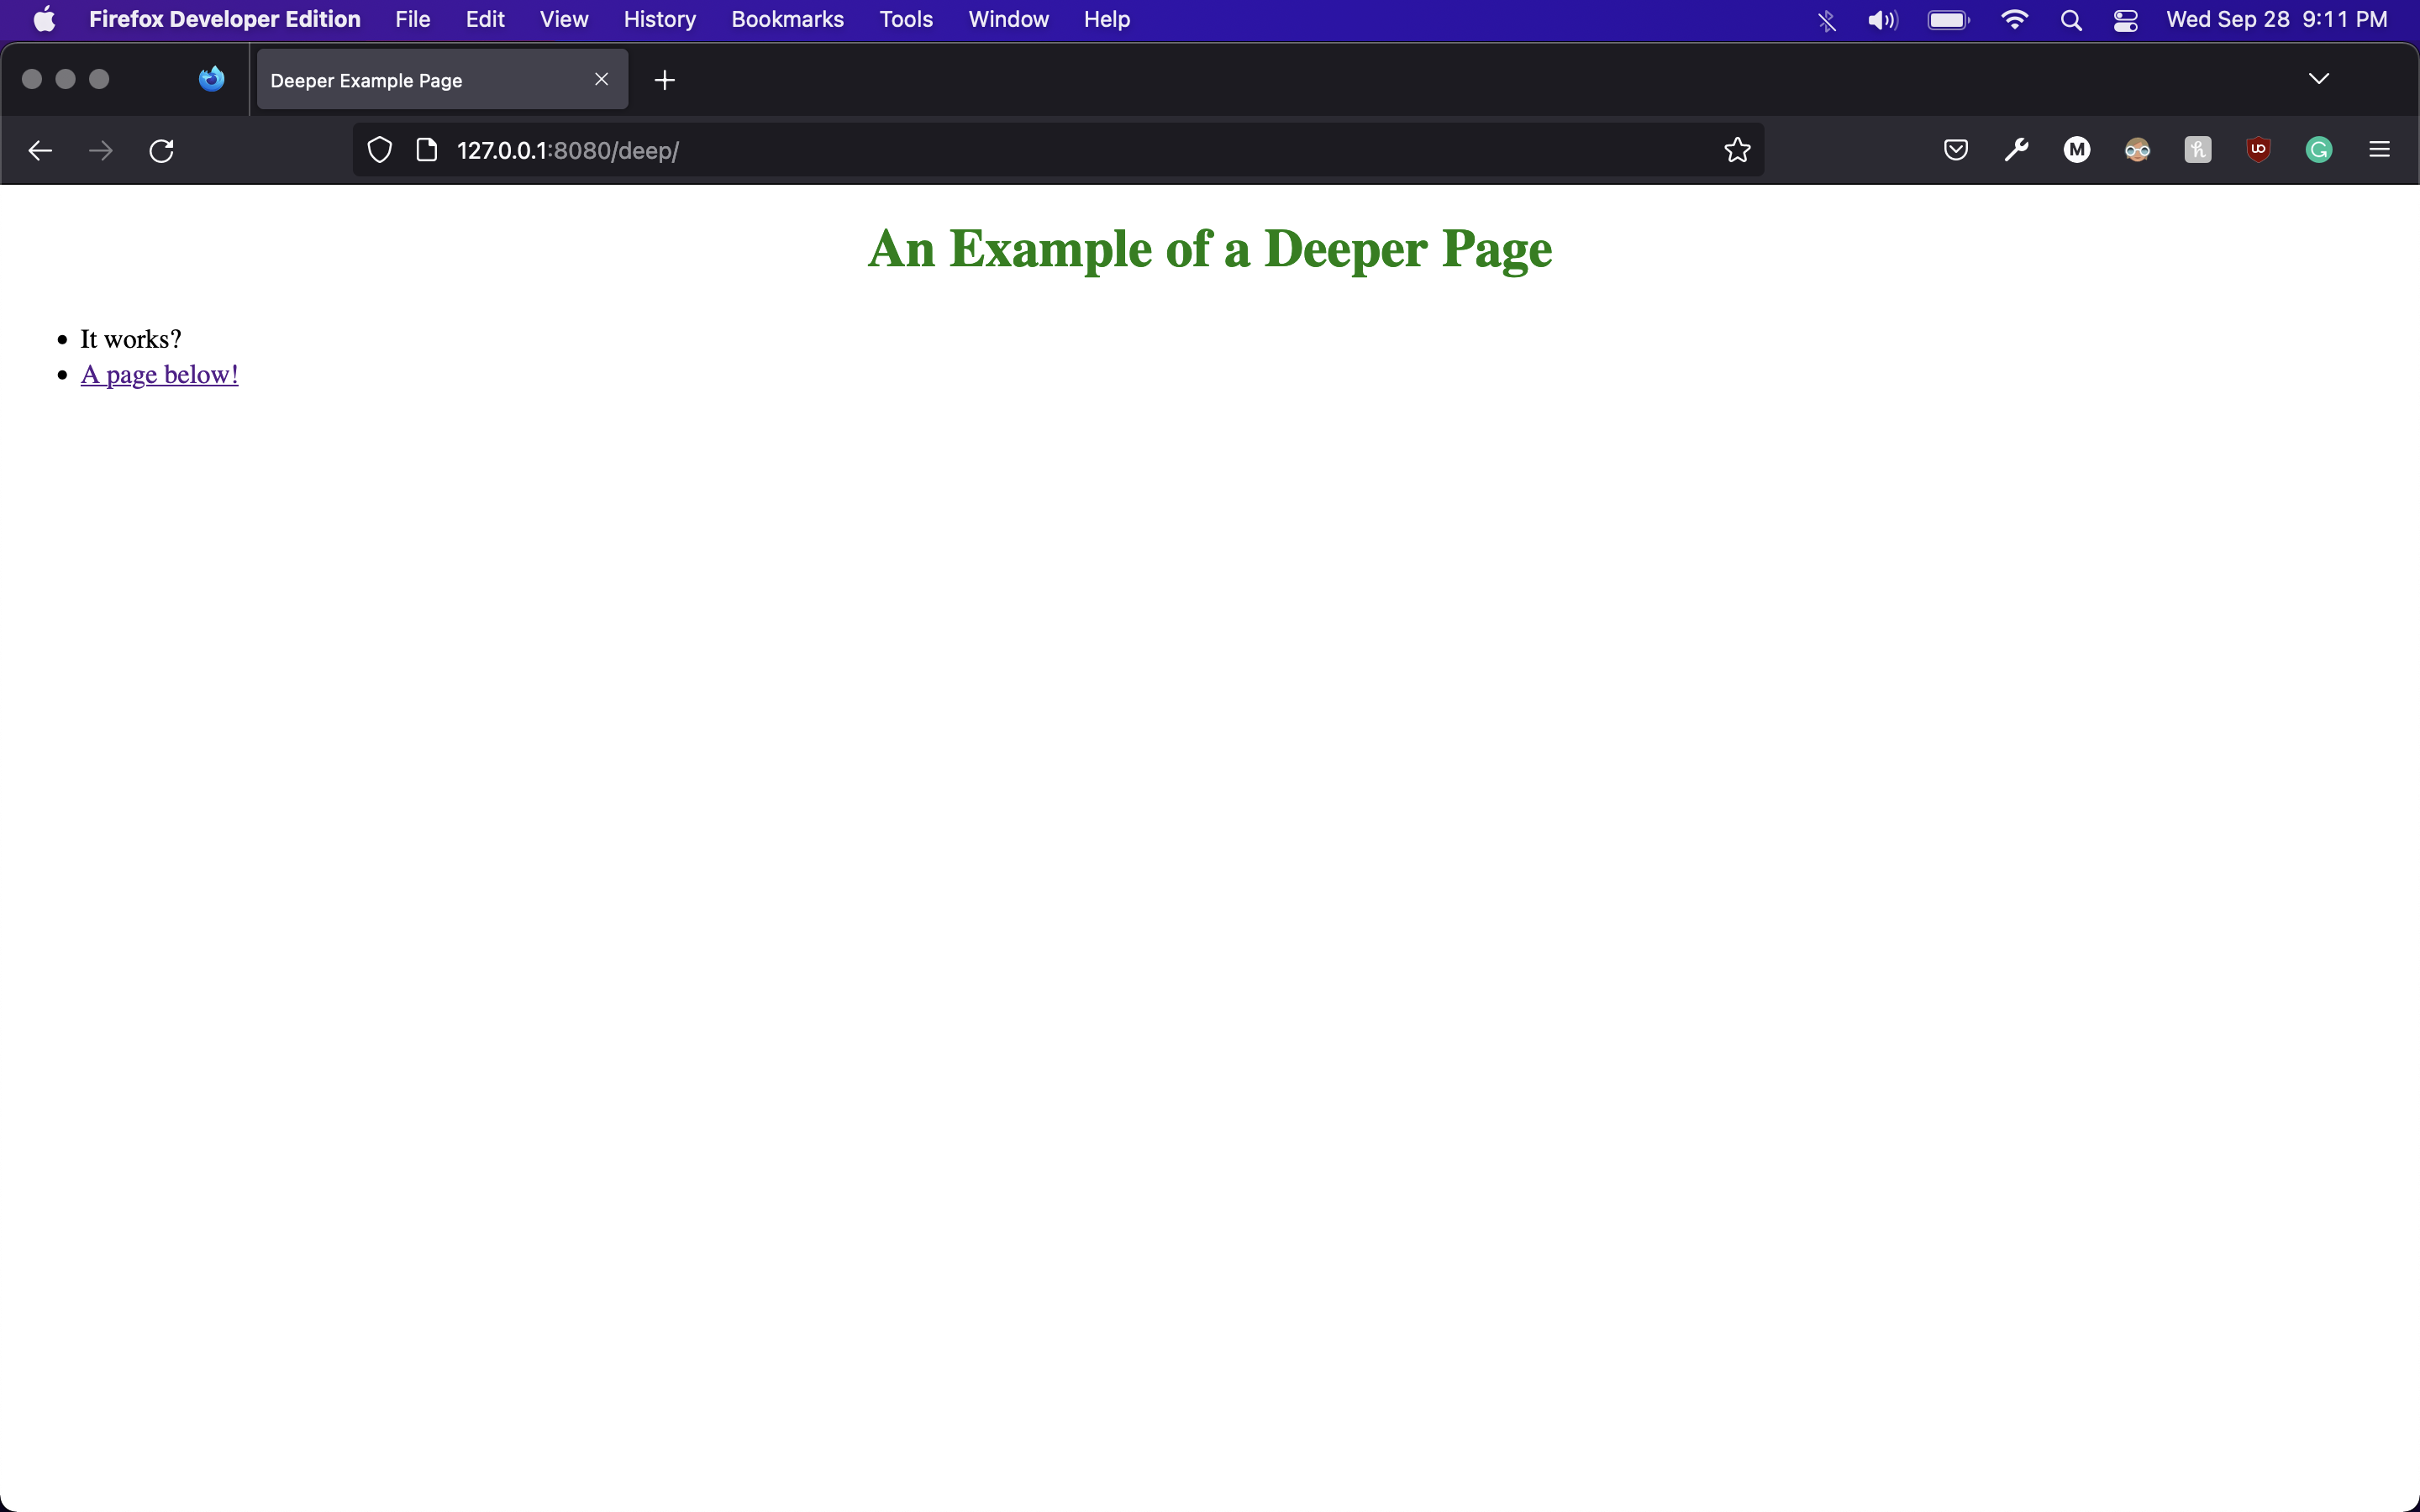 Firefox Developer Edition File Edit View History Bookmarks Tools Window Help Wed Sep 28 9:11 PM
Deeper Example Page
127.0.0.1:8080/deep/
An Example of a Deeper Page
It works?
A page below!